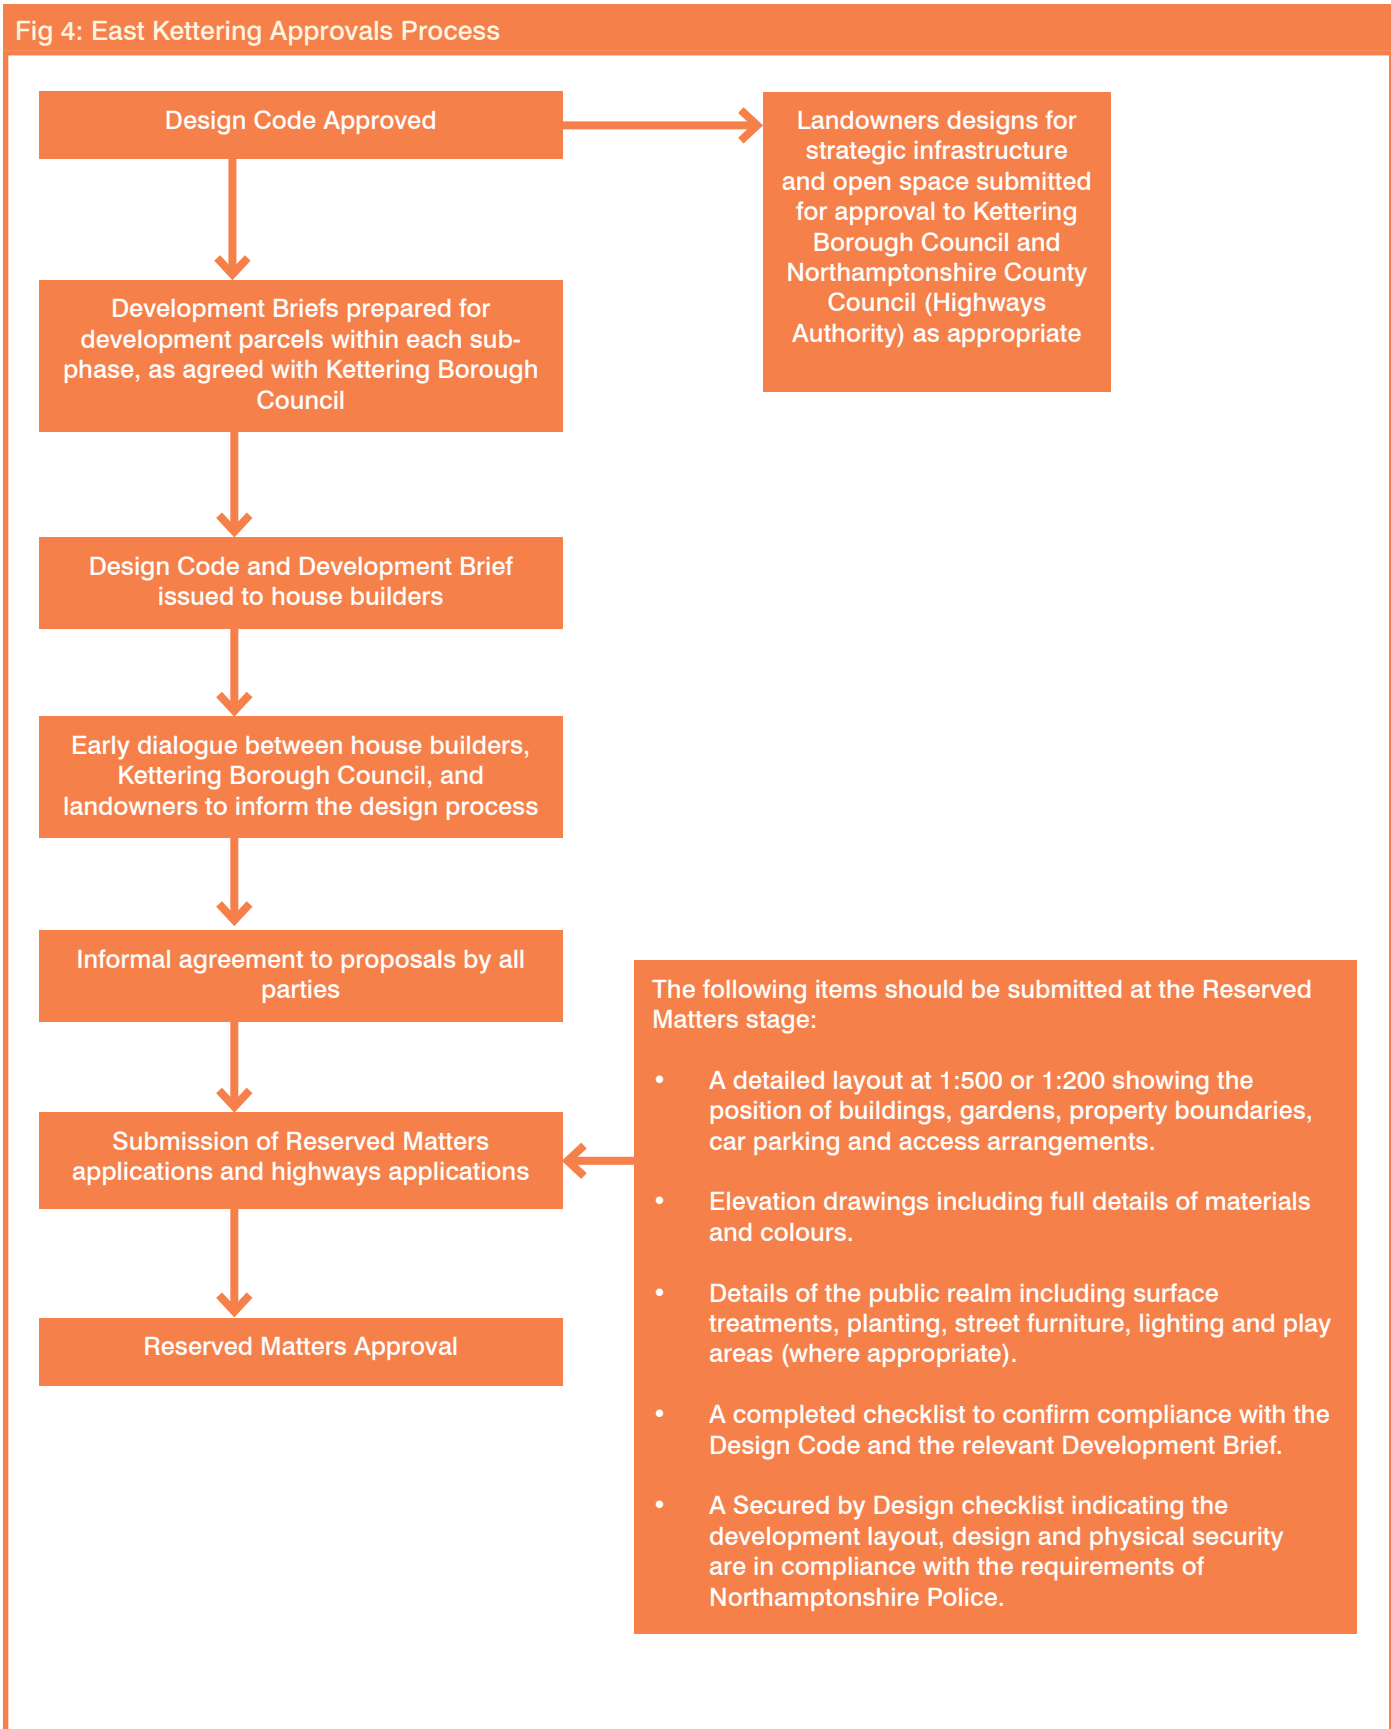 Fig 4: East Kettering Approvals Process
Design Code Approved
Landowners designs for
strategic infrastructure
and open space submitted
for approval to Kettering
Borough Council and
Northamptonshire County
Council (Highways
Authority) as appropriate
Development Briefs prepared for
development parcels within each sub-
phase, as agreed with Kettering Borough
Council
Design Code and Development Brief
issued to house builders
Early dialogue between house builders,
Kettering Borough Council, and
landowners to inform the design process
Informal agreement to proposals by all
parties
Submission of Reserved Matters
applications and highways applications
The following items should be submitted at the Reserved
Matters stage:
• A detailed layout at 1:500 or 1:200 showing the
position of buildings, gardens, property boundaries,
car parking and access arrangements.
• Elevation drawings including full details of materials
and colours.
• Details of the public realm including surface
treatments, planting, street furniture, lighting and play
areas (where appropriate).
• A completed checklist to confirm compliance with the
Design Code and the relevant Development Brief.
• A Secured by Design checklist indicating the
development layout, design and physical security
are in compliance with the requirements of
Northamptonshire Police.
Reserved Matters Approval